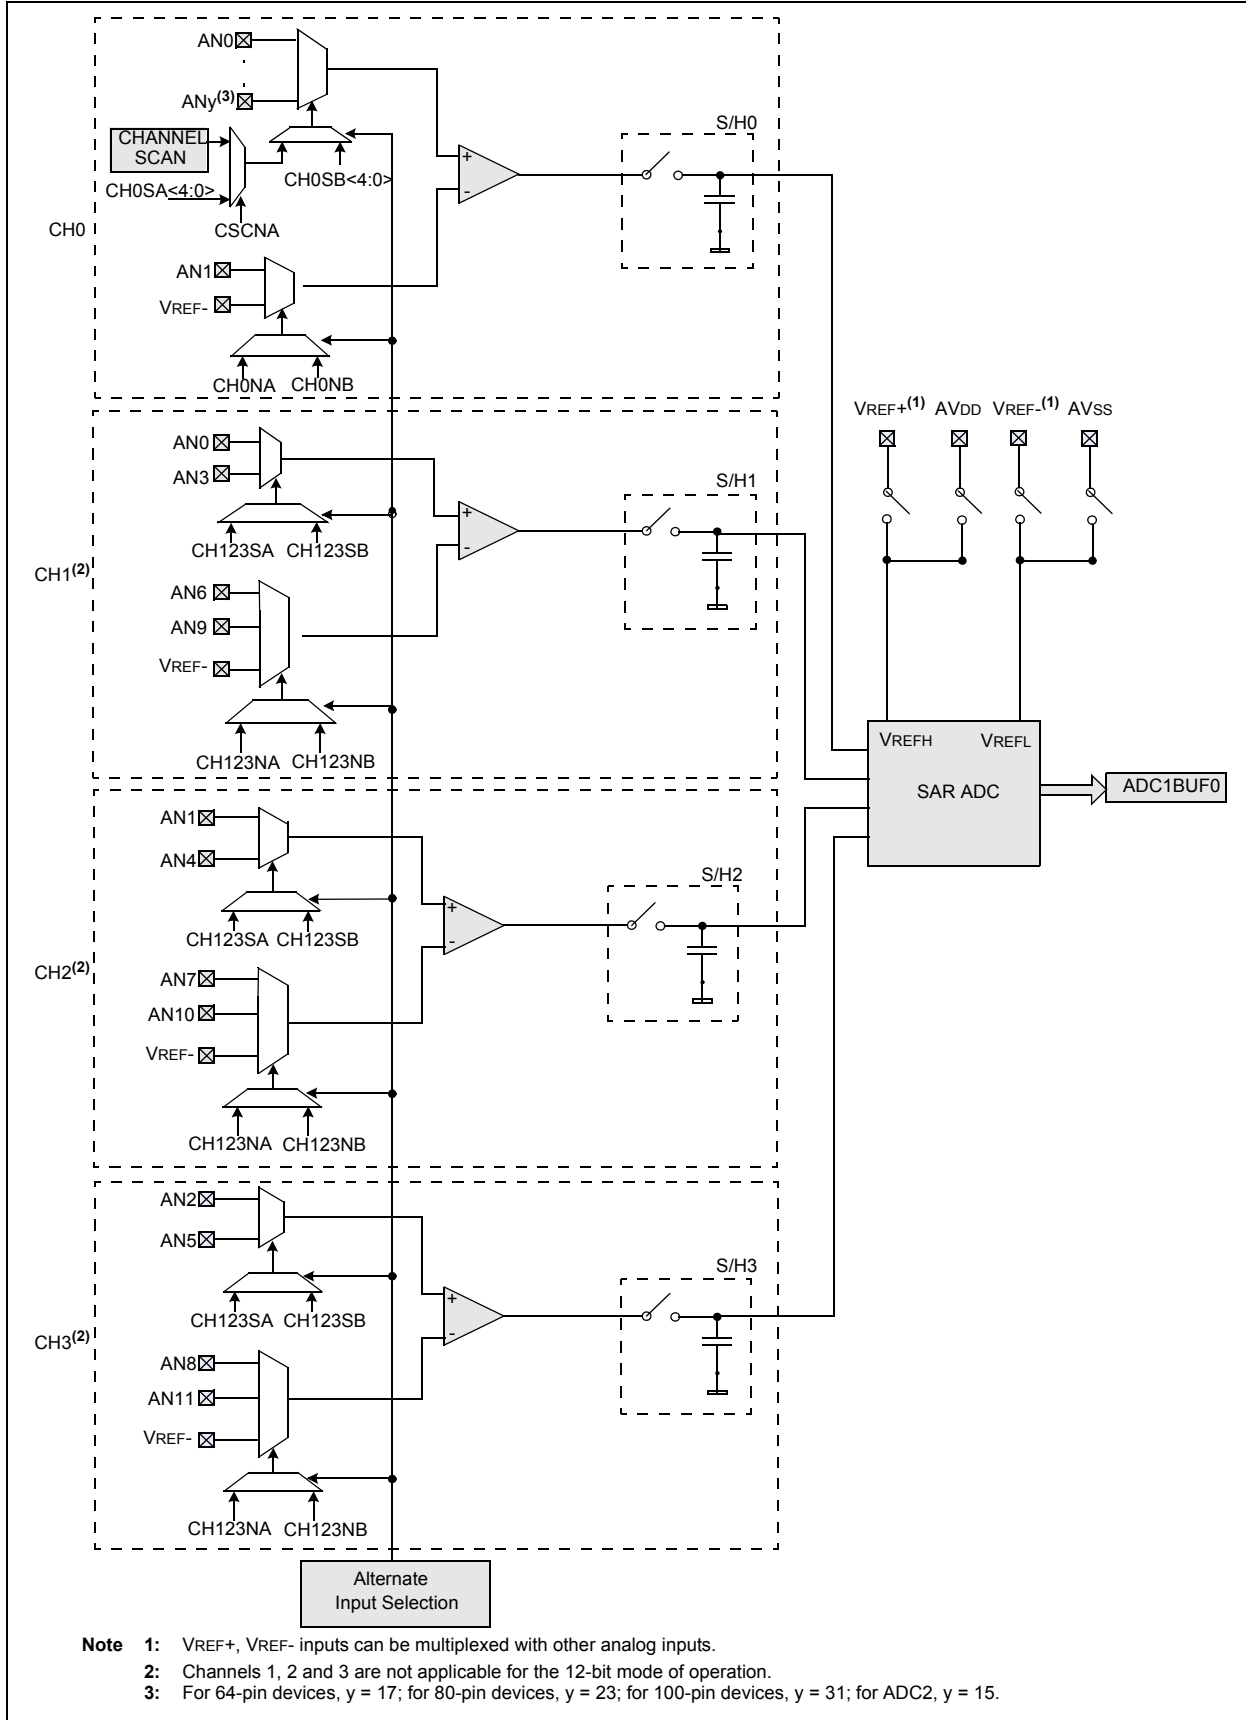 AN0
ANy(3)
CHANNEL
SCAN
CH0SA<4:0>
CH0SB<4:0>
CSCNA
CH0
AN1
VREF-
CH0NA
CH0NB
+
-
S/H0
AN0
AN3
CH123SA
CH123SB
CH1(2)
AN6
AN9
VREF-
CH123NA
CH123NB
+
-
S/H1
VREF+(1)
AVDD
VREF-(1)
AVSS
VREFH
VREFL
SAR ADC
ADC1BUF0
AN1
AN4
CH123SA
CH123SB
CH2(2)
AN7
AN10
VREF-
CH123NA
CH123NB
+
-
S/H2
AN2
AN5
CH123SA
CH123SB
CH3(2)
AN8
AN11
VREF-
CH123NA
CH123NB
+
-
S/H3
Alternate
Input Selection
Note 1: VREF+, VREF- inputs can be multiplexed with other analog inputs.
2: Channels 1, 2 and 3 are not applicable for the 12-bit mode of operation.
3: For 64-pin devices, y = 17; for 80-pin devices, y = 23; for 100-pin devices, y = 31; for ADC2, y = 15.